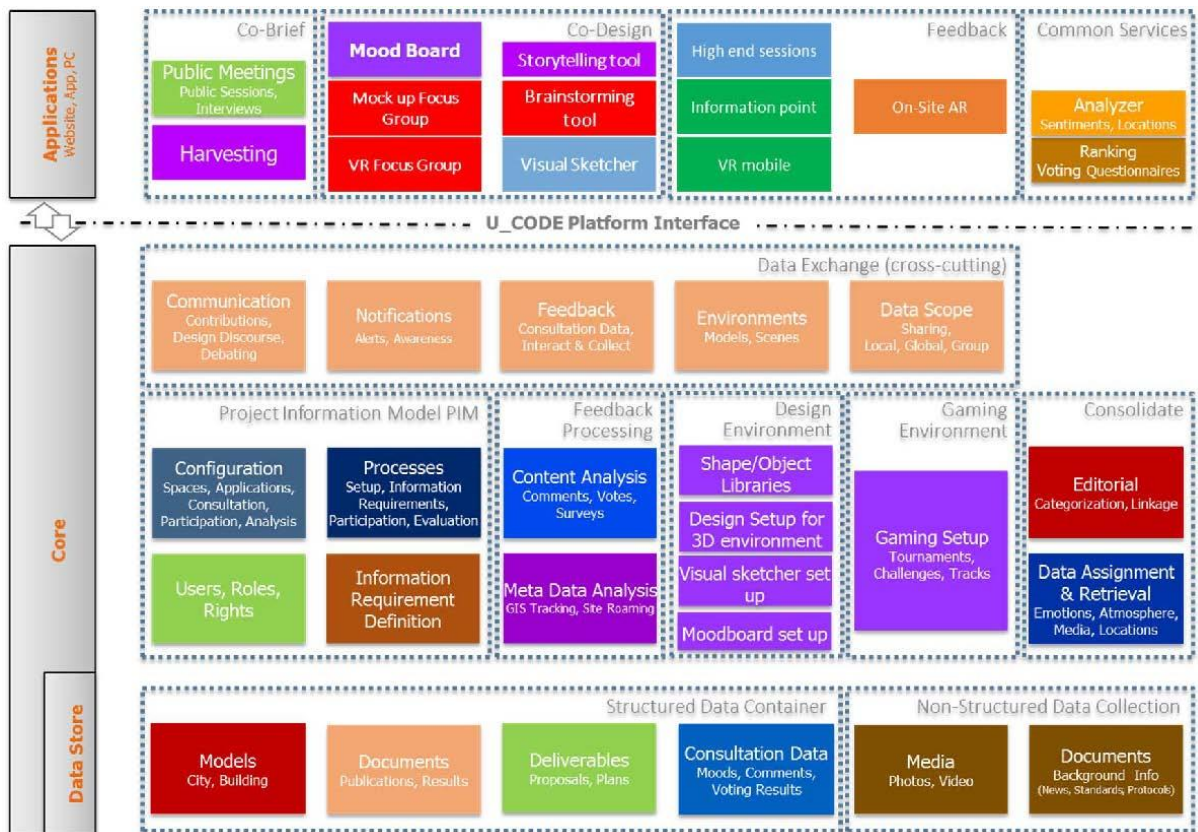 Applications
Website, App, PC
Co-Brief
Public Meetings
Public Sessions,
Interviews
Harvesting
Co-Design
Mood Board
Mock up Focus
Group
VR Focus Group
Storytelling tool
Brainstorming
tool
Visual Sketcher
Feedback
High end sessions
Information point
VR mobile
On-Site AR
Common Services
Analyzer
Sentiments, Locations
Ranking
Voting Questionnaires
U_CODE Platform Interface
Core
Data Exchange (cross-cutting)
Communication
Contributions,
Design Discourse,
Debating
Notifications
Alerts, Awareness
Feedback
Consultation Data,
Interact & Collect
Environments
Models, Scenes
Data Scope
Sharing,
Local, Global, Group
Project Information Model PIM
Configuration
Spaces, Applications,
Consultation,
Participation, Analysis
Processes
Setup, Information
Requirements,
Participation, Evaluation
Users, Roles,
Rights
Information
Requirement
Definition
Feedback
Processing
Content Analysis
Comments, Votes,
Surveys
Meta Data Analysis
GIS Tracking, Site Roaming
Design
Environment
Shape/Object
Libraries
Design Setup for
3D environment
Visual sketcher set
up
Moodboard set up
Gaming
Environment
Gaming Setup
Tournaments,
Challenges, Tracks
Consolidate
Editorial
Categorization, Linkage
Data Assignment
& Retrieval
Emotions, Atmosphere,
Media, Locations
Data Store
Structured Data Container
Models
City, Building
Documents
Publications, Results
Deliverables
Proposals, Plans
Consultation Data
Moods, Comments,
Voting Results
Non-Structured Data Collection
Media
Photos, Video
Documents
Background Info
(News, Standards, Protocols)